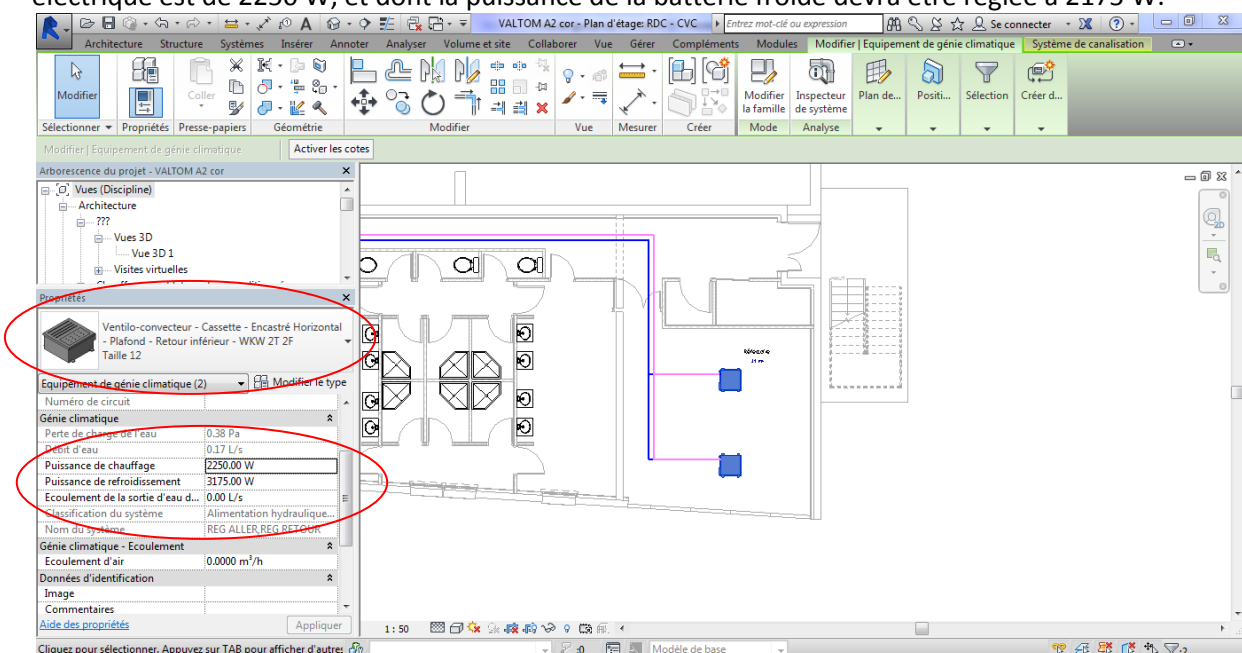 électrique est de 2250 W, et dont la puissance de la batterie froide devra être réglée à 2175 W.
VALTOM A2 cor - Plan d'étage: RDC - CVC
Entrez mot-clé ou expression
Se connecter
Architecture Structure Systèmes Insérer Annoter Analyser Volume et site Collaborer Vue Gérer Compléments Modules Modifier | Equipement de génie climatique Système de canalisation
Modifier
Coller
Modifier la famille
Inspecteur de système
Plan de...
Positi...
Sélection
Créer d...
Sélectionner Propriétés Presse-papiers Géométrie Modifier Vue Mesurer Créer Mode Analyse
Modifier | Equipement de génie climatique Activer les cotes
Arborescence du projet - VALTOM A2 cor
Vues (Discipline)
Architecture
???
Vues 3D
Vue 3D 1
Visites virtuelles
Propriétés
Ventilo-convecteur - Cassette - Encastré Horizontal
- Plafond - Retour inférieur - WKW 2T 2F
Taille 12
Equipement de génie climatique (2) Modifier le type
Numéro de circuit
Génie climatique
Perte de charge de l'eau 0.38 Pa
Débit d'eau 0.17 L/s
Puissance de chauffage 2250.00 W
Puissance de refroidissement 3175.00 W
Ecoulement de la sortie d'eau d... 0.00 L/s
Classification du système Alimentation hydraulique...
Nom du système REG ALLER,REG RETOUR
Génie climatique - Ecoulement
Ecoulement d'air 0.0000 m³/h
Données d'identification
Image
Commentaires
Aide des propriétés Appliquer
1 : 50
Cliquez pour sélectionner. Appuyez sur TAB pour afficher d'autres
:0
Modèle de base
:2
2D